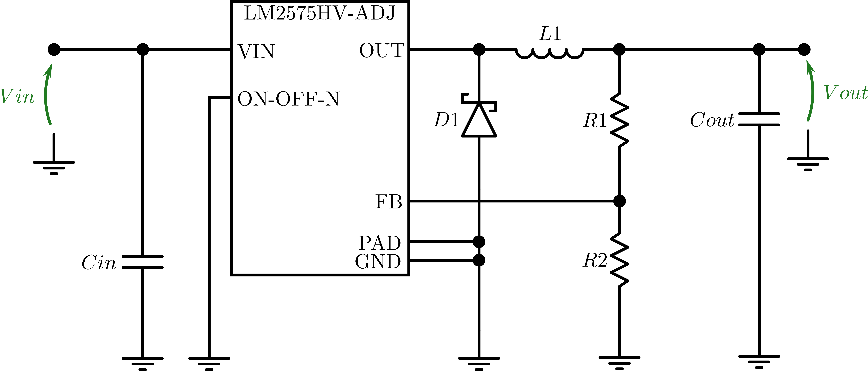 LM2575HV-ADJ
VIN
OUT
L1
Vin
ON-OFF-N
D1
R1
Cout
Vout
FB
PAD
GND
Cin
R2